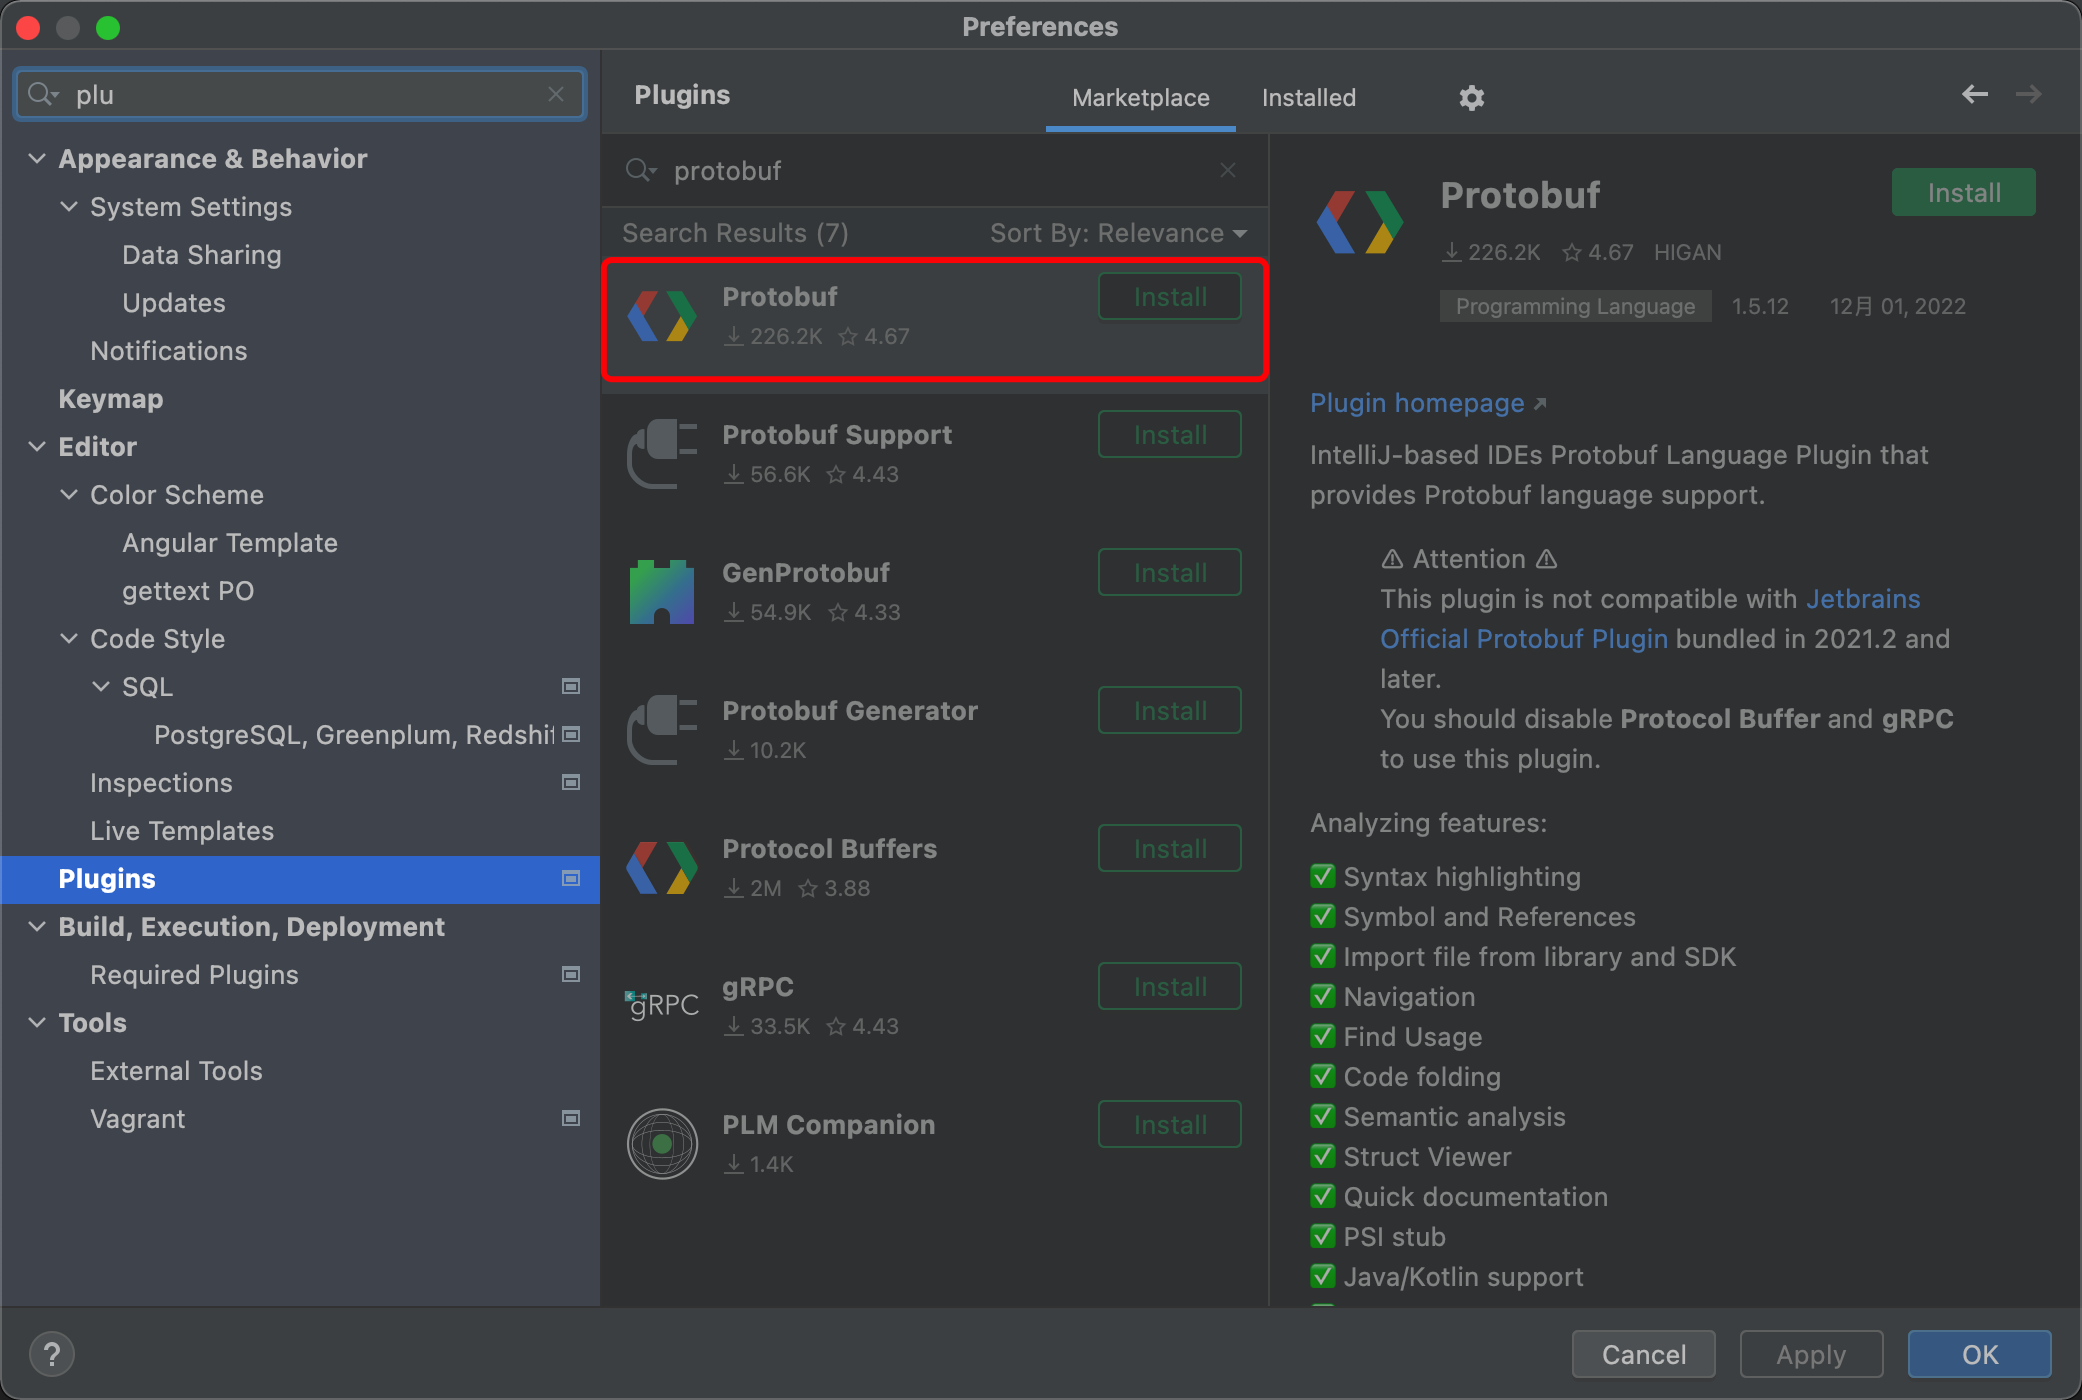 Preferences
plu
Appearance & Behavior
System Settings
Data Sharing
Updates
Notifications
Keymap
Editor
Color Scheme
Angular Template
gettext PO
Code Style
SQL
PostgreSQL, Greenplum, Redshif
Inspections
Live Templates
Plugins
Build, Execution, Deployment
Required Plugins
Tools
External Tools
Vagrant
Plugins
Marketplace
Installed
protobuf
Search Results (7)
Sort By: Relevance
Protobuf
Install
226.2K 4.67
Protobuf Support
Install
56.6K 4.43
GenProtobuf
Install
54.9K 4.33
Protobuf Generator
Install
10.2K
Protocol Buffers
Install
2M 3.88
gRPC
gRPC
Install
33.5K 4.43
PLM Companion
Install
1.4K
Protobuf
Install
226.2K 4.67 HIGAN
Programming Language 1.5.12 12月 01, 2022
Plugin homepage ↗
IntelliJ-based IDEs Protobuf Language Plugin that
provides Protobuf language support.
⚠ Attention ⚠
This plugin is not compatible with Jetbrains
Official Protobuf Plugin bundled in 2021.2 and
later.
You should disable Protocol Buffer and gRPC
to use this plugin.
Analyzing features:
✅ Syntax highlighting
✅ Symbol and References
✅ Import file from library and SDK
✅ Navigation
✅ Find Usage
✅ Code folding
✅ Semantic analysis
✅ Struct Viewer
✅ Quick documentation
✅ PSI stub
✅ Java/Kotlin support
?
Cancel
Apply
OK